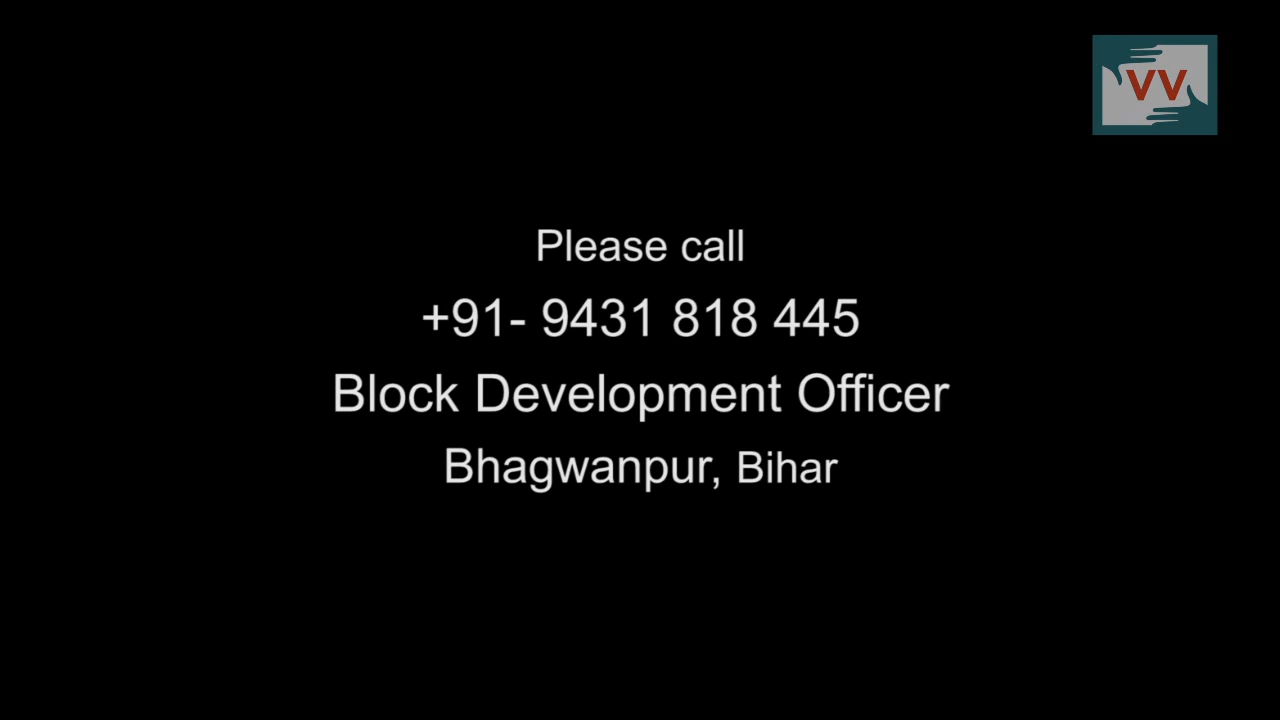 VV
Please call
+91- 9431 818 445
Block Development Officer
Bhagwanpur, Bihar